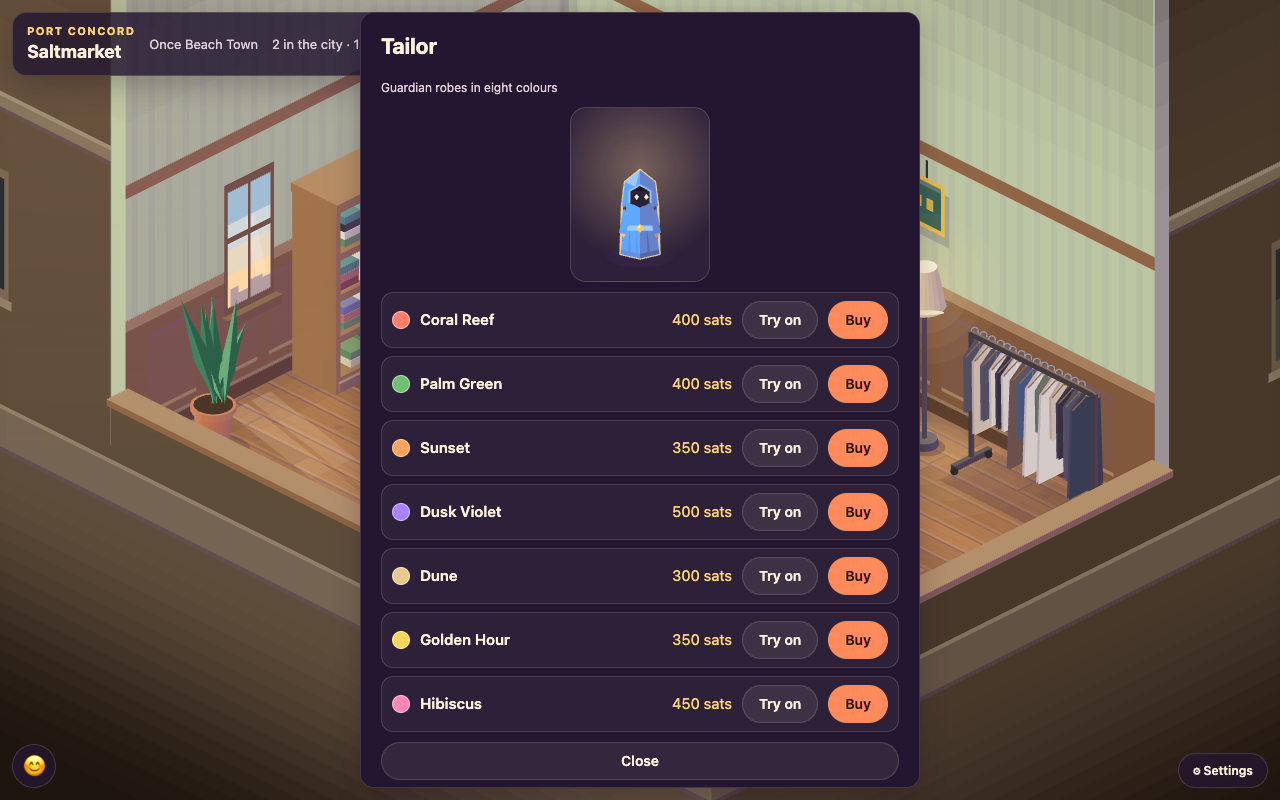 PORT CONCORD
Saltmarket
Once Beach Town 2 in the city · 1
Tailor
Guardian robes in eight colours
Coral Reef 400 sats Try on Buy
Palm Green 400 sats Try on Buy
Sunset 350 sats Try on Buy
Dusk Violet 500 sats Try on Buy
Dune 300 sats Try on Buy
Golden Hour 350 sats Try on Buy
Hibiscus 450 sats Try on Buy
Close
Settings